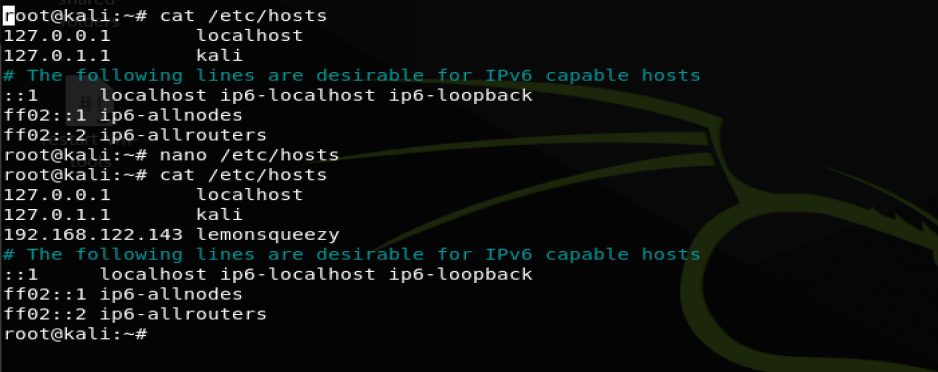 root@kali:~# cat /etc/hosts
127.0.0.1       localhost
127.0.1.1       kali
# The following lines are desirable for IPv6 capable hosts
::1     localhost ip6-localhost ip6-loopback
ff02::1 ip6-allnodes
ff02::2 ip6-allrouters
root@kali:~# nano /etc/hosts
root@kali:~# cat /etc/hosts
127.0.0.1       localhost
127.0.1.1       kali
192.168.122.143 lemonsqueezy
# The following lines are desirable for IPv6 capable hosts
::1     localhost ip6-localhost ip6-loopback
ff02::1 ip6-allnodes
ff02::2 ip6-allrouters
root@kali:~#